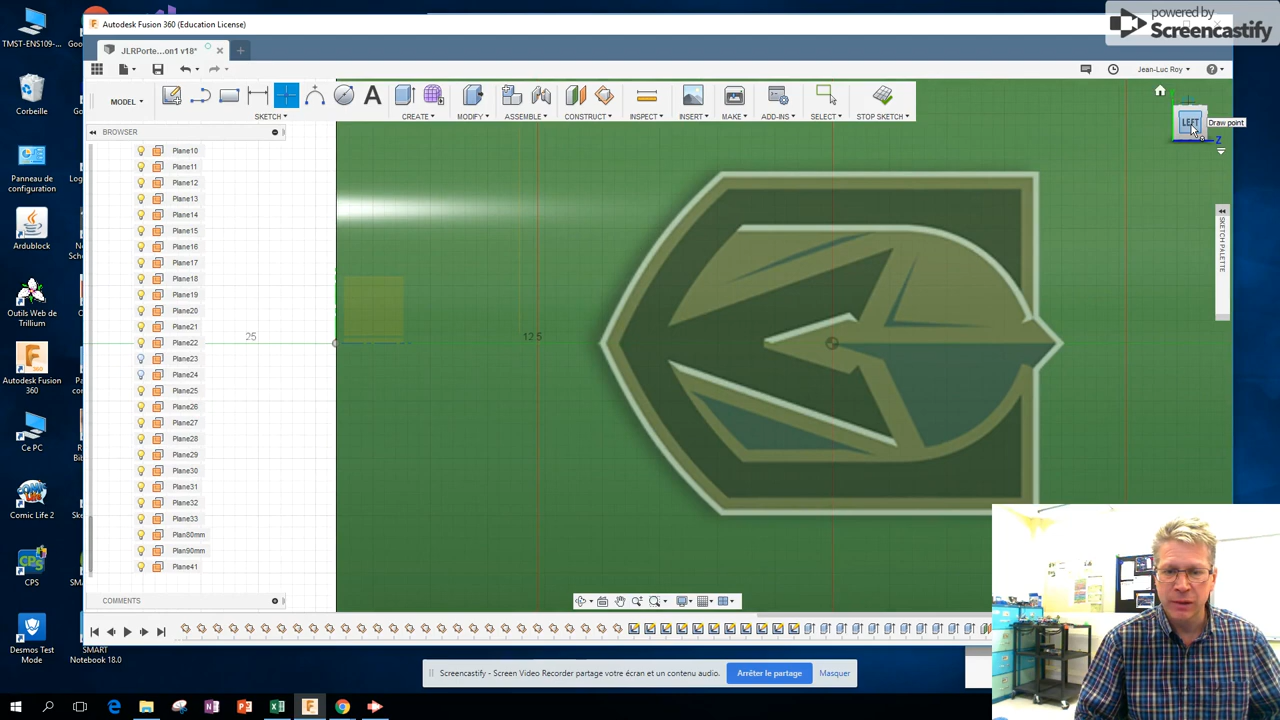 powered by
Screencastify
Autodesk Fusion 360 (Education License)
JLRPorte...on1 v18*
Jean-Luc Roy
MODEL
SKETCH
CREATE
MODIFY
ASSEMBLE
CONSTRUCT
INSPECT
INSERT
MAKE
ADD-INS
SELECT
STOP SKETCH
BROWSER
Plane10
Plane11
Plane12
Plane13
Plane14
Plane15
Plane16
Plane17
Plane18
Plane19
Plane20
Plane21
Plane22
Plane23
Plane24
Plane25
Plane26
Plane27
Plane28
Plane29
Plane30
Plane31
Plane32
Plane33
Plan80mm
Plan90mm
Plane41
COMMENTS
25
12.5
LEFT
Draw point
Z
SKETCH PALETTE
TMST-ENS109-...
Corbeille
Panneau de
configuration
Ardublock
Outils Web de
Trillium
Autodesk Fusion
360
Ce PC
Comic Life 2
CPS
Desmos Test
Mode
SMART
Notebook 18.0
Screencastify - Screen Video Recorder partage votre écran et un contenu audio.
Arrêter le partage
Masquer